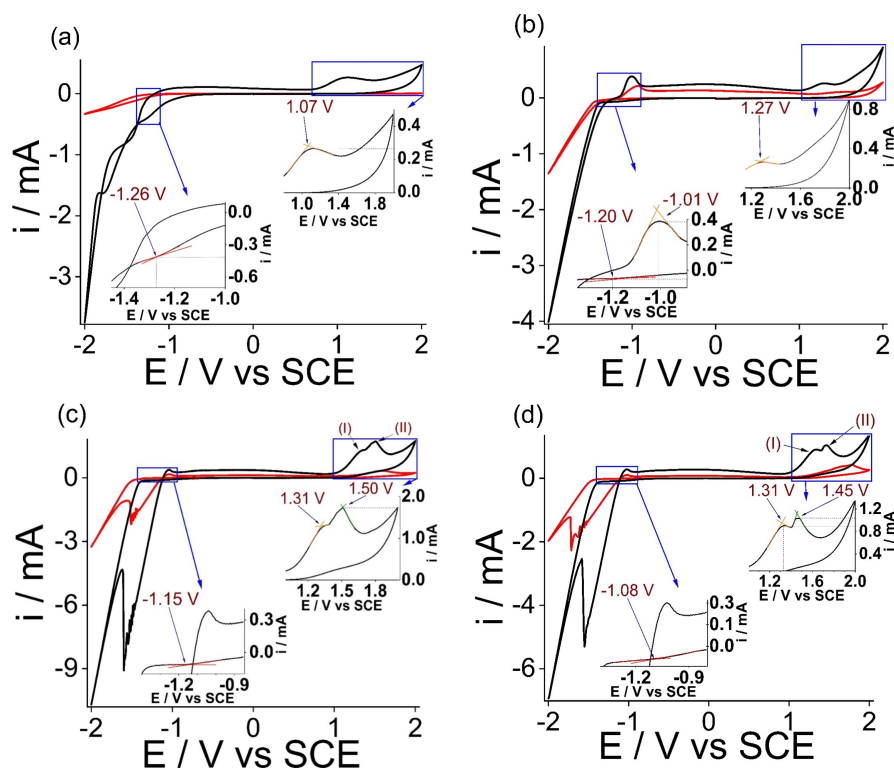 (a)
i / mA
0
-1
-2
-3
-2 -1 0 1 2
E / V vs SCE
1.07 V
0.4
0.2
0.0
i / mA
1.0 1.4 1.8
E / V vs SCE
-1.26 V
0.0
-0.3
-0.6
i / mA
-1.4 -1.2 -1.0
E / V vs SCE
(b)
i / mA
0
-1
-2
-3
-4
-2 -1 0 1 2
E / V vs SCE
1.27 V
0.8
0.4
0.0
i / mA
1.2 1.6 2.0
E / V vs SCE
-1.20 V
-1.01 V
0.4
0.2
0.0
i / mA
-1.2 -1.0
E / V vs SCE
(c)
i / mA
0
-3
-6
-9
-2 -1 0 1 2
E / V vs SCE
(I)
(II)
1.31 V
1.50 V
2.0
1.0
0.0
i / mA
1.2 1.5 1.8
E / V vs SCE
-1.15 V
0.3
0.0
i / mA
-1.2 -0.9
E / V vs SCE
(d)
i / mA
0
-2
-4
-6
-2 -1 0 1 2
E / V vs SCE
(I)
(II)
1.31 V
1.45 V
1.2
0.8
0.4
i / mA
1.2 1.6 2.0
E / V vs SCE
-1.08 V
0.3
0.1
0.0
i / mA
-1.2 -0.8
E / V vs SCE